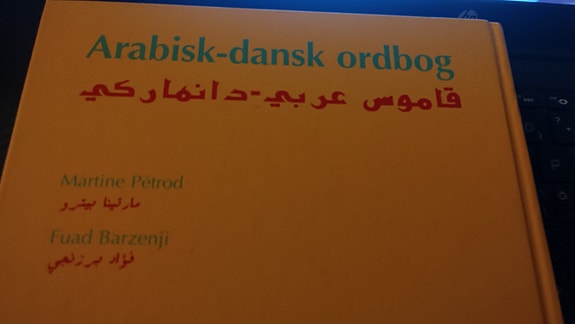 Arabisk-dansk ordbog
قاموس عربي-دانماركي
Martine Pétrod
مارتينا بيترو
Fuad Barzenji
فؤاد برزنجي